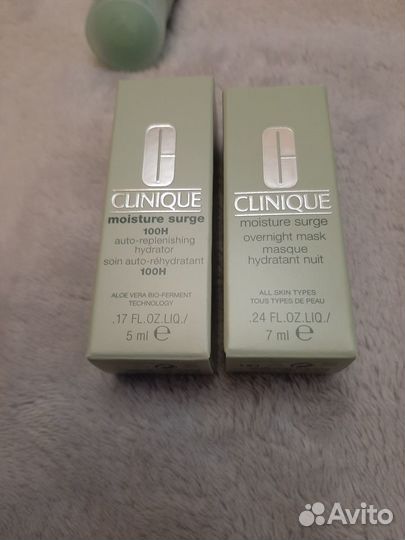 CLINIQUE
moisture surge
100H
auto-replenishing
hydrator
soin auto-réhydratant
100H
ALOE VERA BIO-FERMENT
TECHNOLOGY
.17 FL.OZ.LIQ./
5 ml ℮
CLINIQUE
moisture surge
overnight mask
masque
hydratant nuit
ALL SKIN TYPES
TOUS TYPES DE PEAU
.24 FL.OZ.LIQ./
7 ml ℮
Avito